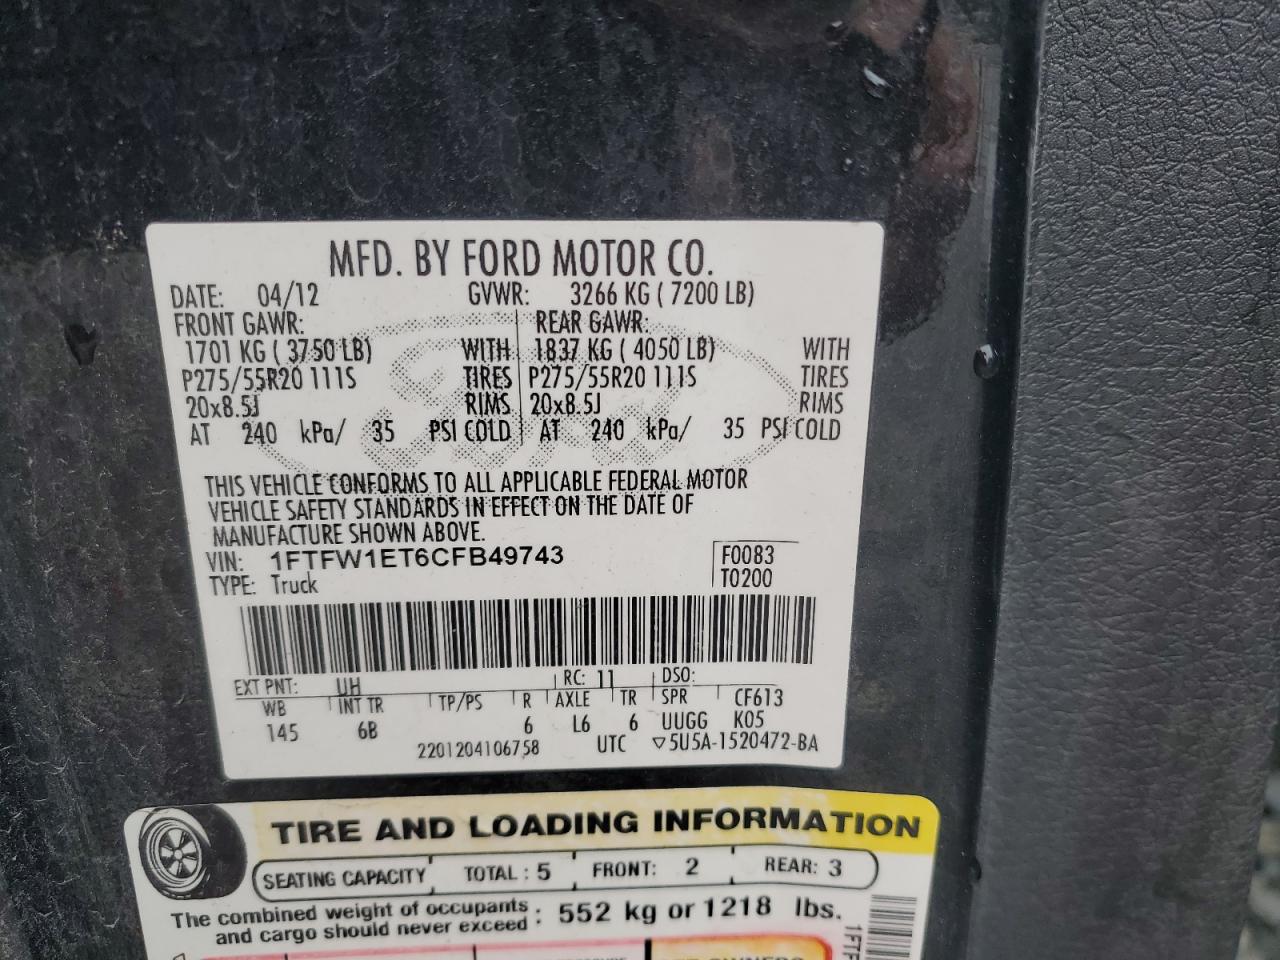 MFD. BY FORD MOTOR CO.
DATE: 04/12 GVWR: 3266 KG ( 7200 LB)
FRONT GAWR: REAR GAWR:
1701 KG ( 3750 LB) WITH 1837 KG ( 4050 LB) WITH
P275/55R20 111S TIRES P275/55R20 111S TIRES
20x8.5J RIMS 20x8.5J RIMS
AT 240 kPa/ 35 PSI COLD AT 240 kPa/ 35 PSI COLD
THIS VEHICLE CONFORMS TO ALL APPLICABLE FEDERAL MOTOR
VEHICLE SAFETY STANDARDS IN EFFECT ON THE DATE OF
MANUFACTURE SHOWN ABOVE.
VIN: 1FTFW1ET6CFB49743 F0083
TYPE: Truck T0200
EXT PNT: UH RC: 11 DSO:
WB INT TR TP/PS R AXLE TR SPR CF613
145 6B 6 L6 6 UUGG K05
2201204106758 UTC ▽5U5A-1520472-BA
TIRE AND LOADING INFORMATION
SEATING CAPACITY TOTAL : 5 FRONT: 2 REAR: 3
The combined weight of occupants
and cargo should never exceed : 552 kg or 1218 lbs.
1FTF